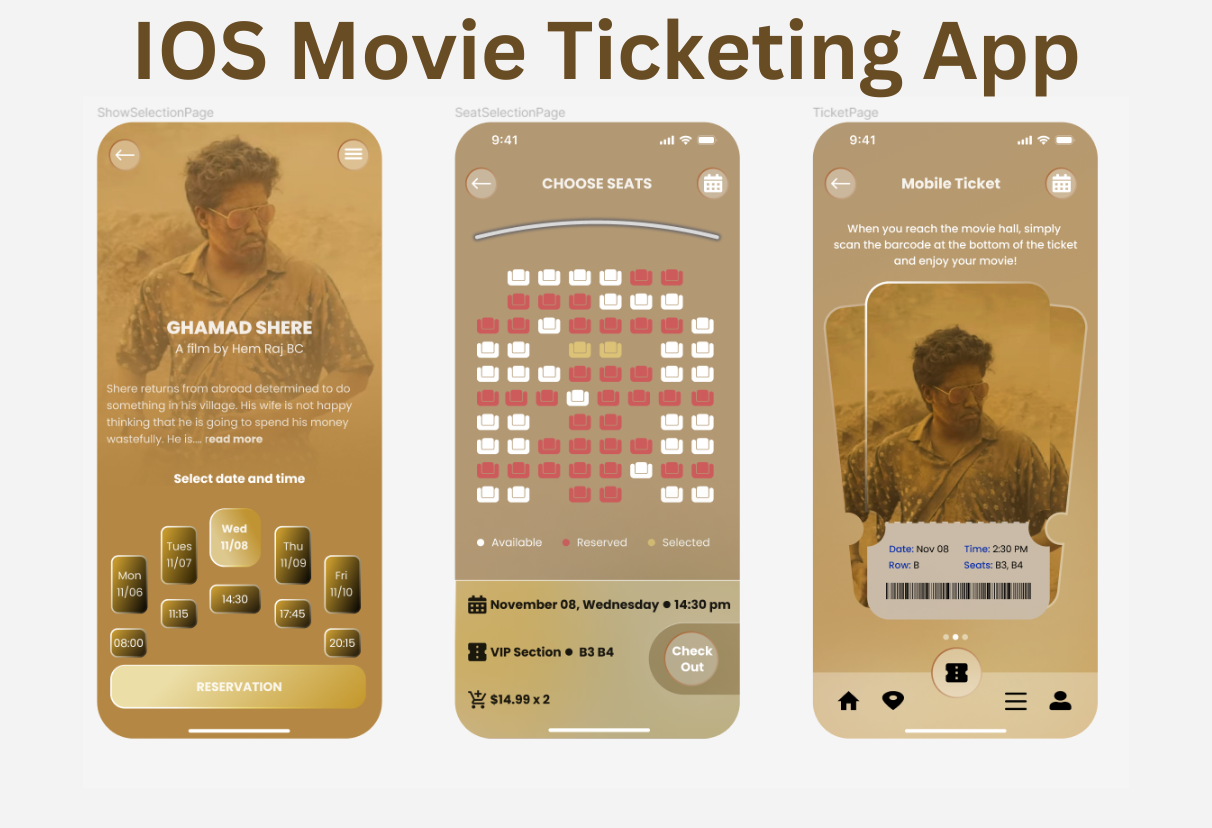 IOS Movie Ticketing App
ShowSelectionPage
GHAMAD SHERE
A film by Hem Raj BC
Shere returns from abroad determined to do
something in his village. His wife is not happy
thinking that he is going to spend his money
wastefully. He is.... read more
Select date and time
Mon
11/06
Tues
11/07
Wed
11/08
Thu
11/09
Fri
11/10
08:00
11:15
14:30
17:45
20:15
RESERVATION
SeatSelectionPage
9:41
CHOOSE SEATS
Available
Reserved
Selected
November 08, Wednesday ● 14:30 pm
VIP Section ● B3 B4
Check
Out
$14.99 x 2
TicketPage
9:41
Mobile Ticket
When you reach the movie hall, simply
scan the barcode at the bottom of the ticket
and enjoy your movie!
Date: Nov 08 Time: 2:30 PM
Row: B Seats: B3, B4